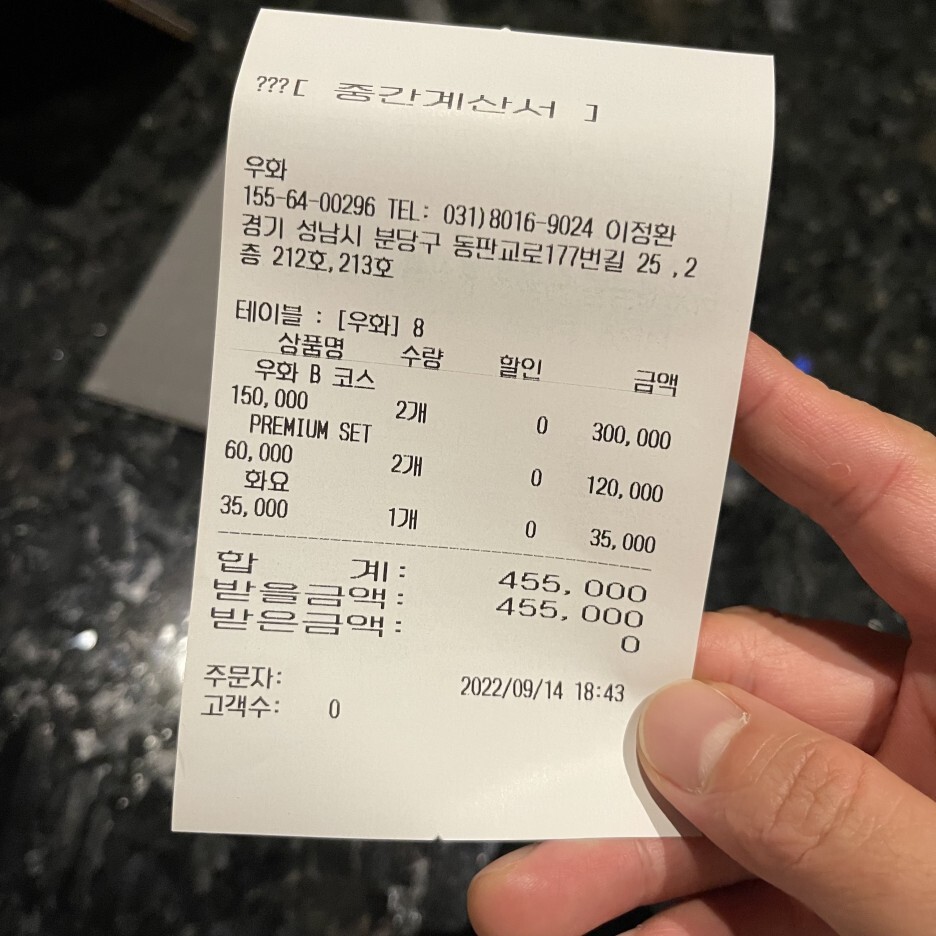 ???[ 중간계산서 ]
우화
155-64-00296 TEL: 031)8016-9024 이정환
경기 성남시 분당구 동판교로177번길 25 ,2
층 212호,213호
테이블 : [우화] 8
상품명 수량 할인 금액
우화 B 코스
150,000 2개 0 300,000
PREMIUM SET
60,000 2개 0 120,000
화요
35,000 1개 0 35,000
합 계: 455,000
받을금액: 455,000
받은금액: 0
주문자: 2022/09/14 18:43
고객수: 0